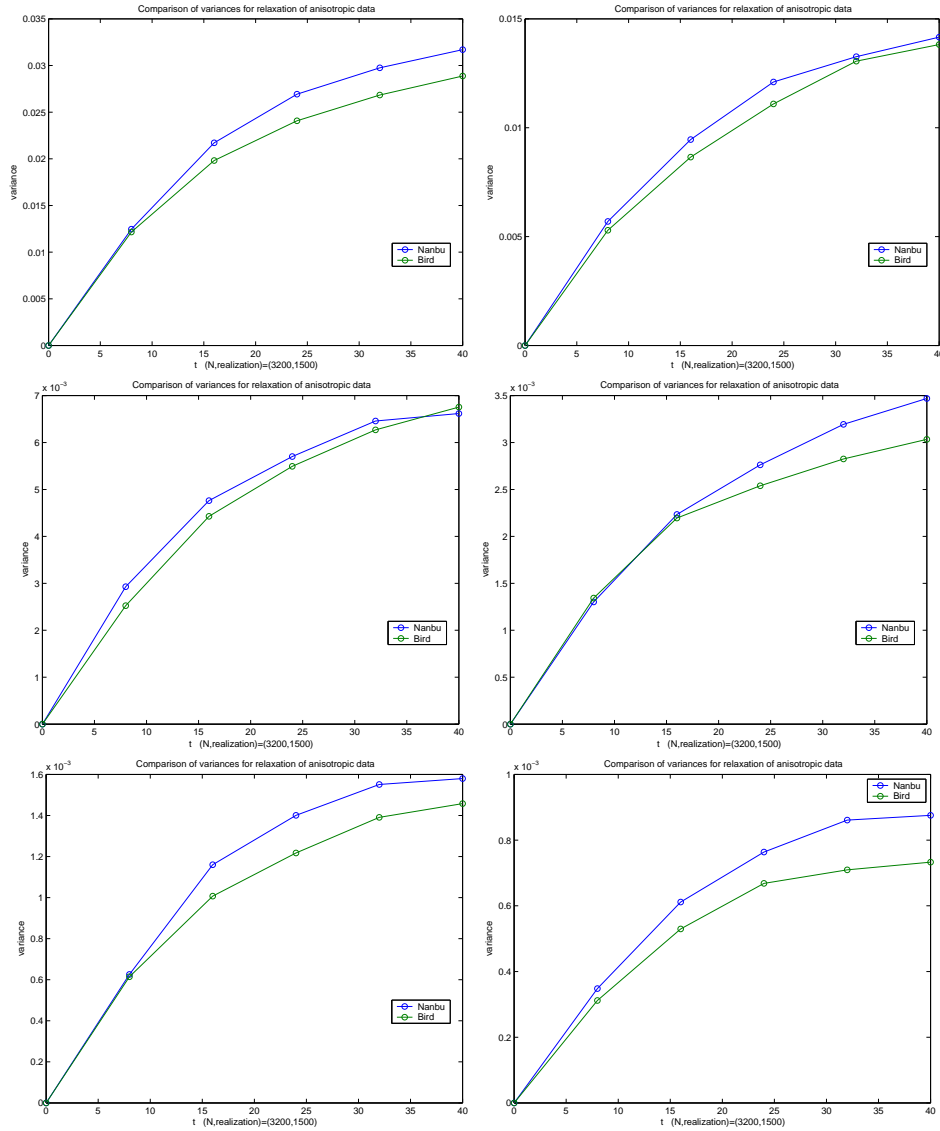 Comparison of variances for relaxation of anisotropic data
0.035
0.03
0.025
0.02
0.015
0.01
0.005
0
variance
Nanbu
Bird
0 5 10 15 20 25 30 35 40
t (N,realization)=(3200,1500)
Comparison of variances for relaxation of anisotropic data
0.015
0.01
0.005
0
variance
Nanbu
Bird
0 5 10 15 20 25 30 35 40
t (N,realization)=(3200,1500)
Comparison of variances for relaxation of anisotropic data
x 10⁻³
7
6
5
4
3
2
1
0
variance
Nanbu
Bird
0 5 10 15 20 25 30 35 40
t (N,realization)=(3200,1500)
Comparison of variances for relaxation of anisotropic data
x 10⁻³
3.5
3
2.5
2
1.5
1
0.5
0
variance
Nanbu
Bird
0 5 10 15 20 25 30 35 40
t (N,realization)=(3200,1500)
Comparison of variances for relaxation of anisotropic data
x 10⁻³
1.6
1.4
1.2
1
0.8
0.6
0.4
0.2
0
variance
Nanbu
Bird
0 5 10 15 20 25 30 35 40
t (N,realization)=(3200,1500)
Comparison of variances for relaxation of anisotropic data
x 10⁻³
1
0.8
0.6
0.4
0.2
0
variance
Nanbu
Bird
0 5 10 15 20 25 30 35 40
t (N,realization)=(3200,1500)